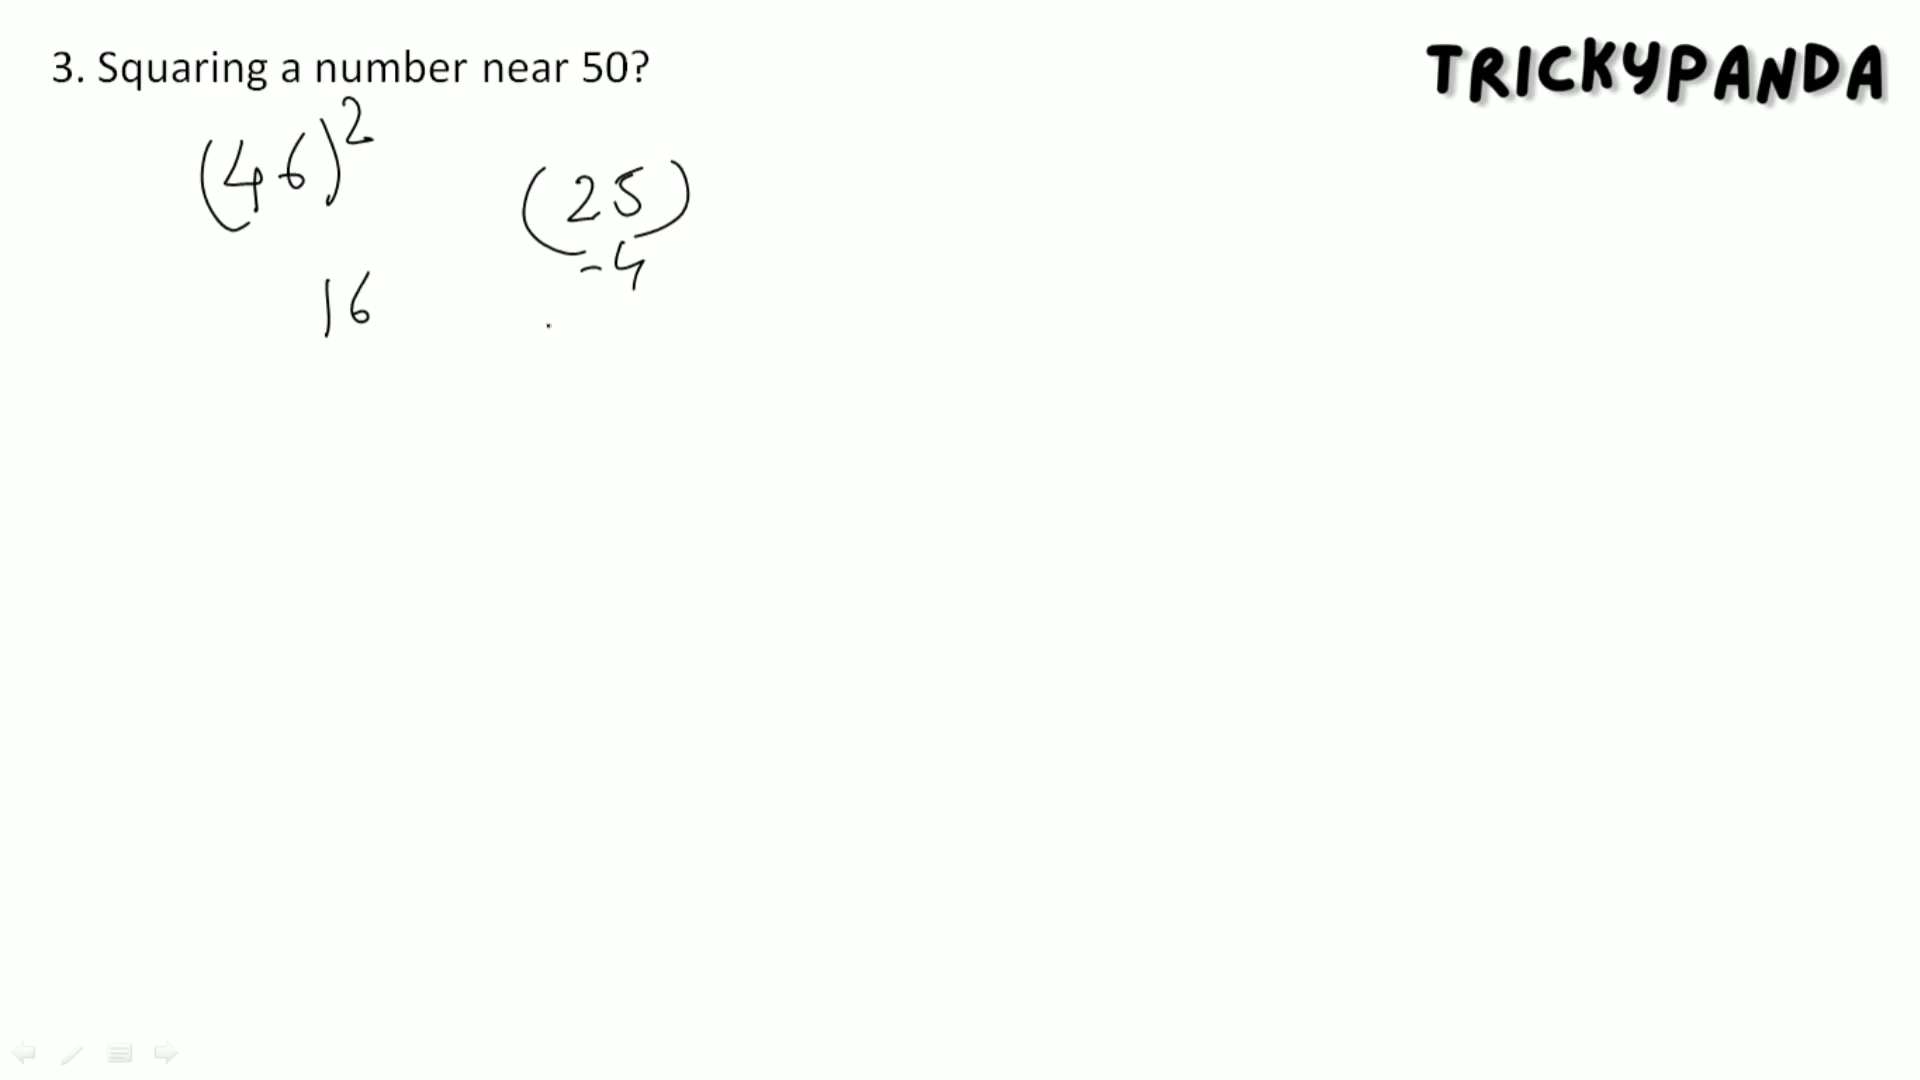 3. Squaring a number near 50?
TRICKYPANDA
(46)²
(25)
-4
16